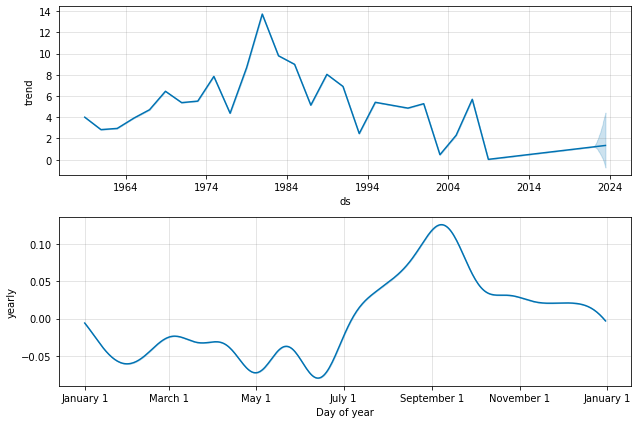 14
12
10
8
6
4
2
0
trend
1964 1974 1984 1994 2004 2014 2024
ds
0.10
0.05
0.00
−0.05
yearly
January 1 March 1 May 1 July 1 September 1 November 1 January 1
Day of year